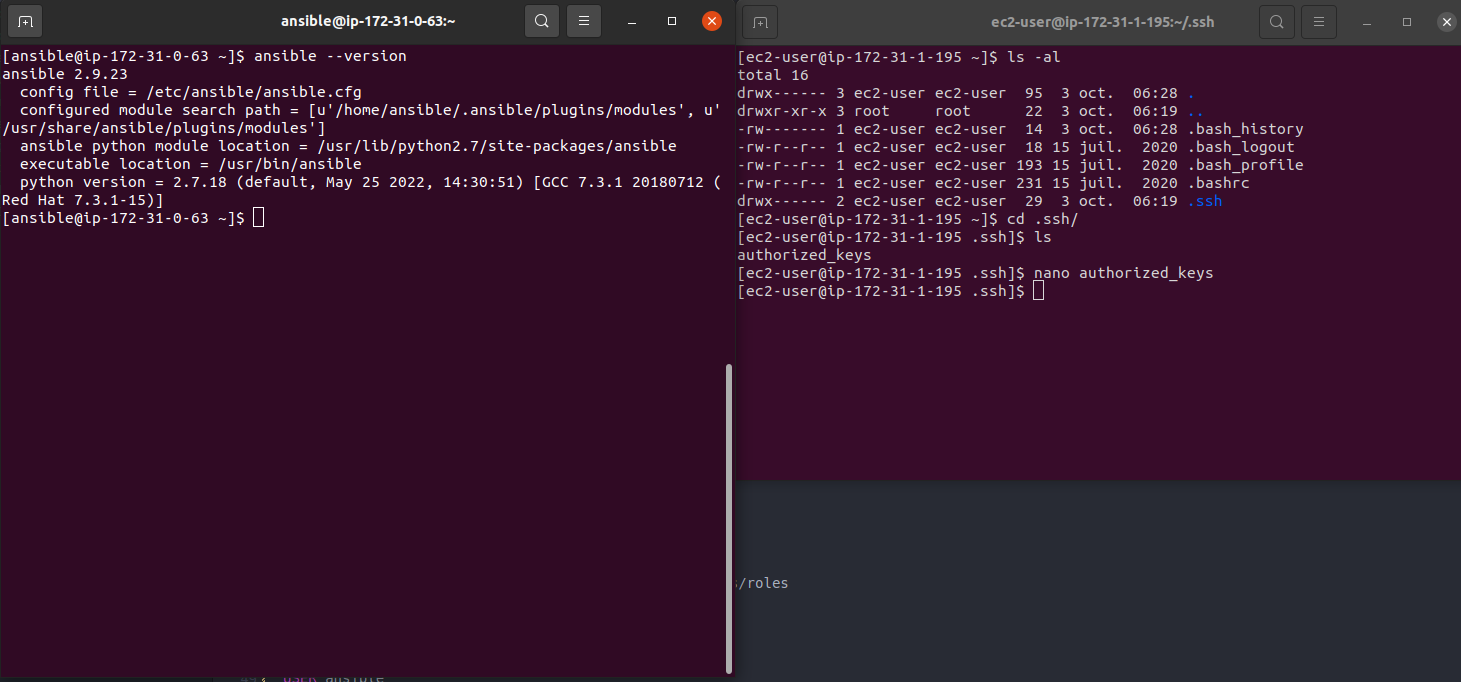 ansible@ip-172-31-0-63:~
[ansible@ip-172-31-0-63 ~]$ ansible --version
ansible 2.9.23
  config file = /etc/ansible/ansible.cfg
  configured module search path = [u'/home/ansible/.ansible/plugins/modules', u'
/usr/share/ansible/plugins/modules']
  ansible python module location = /usr/lib/python2.7/site-packages/ansible
  executable location = /usr/bin/ansible
  python version = 2.7.18 (default, May 25 2022, 14:30:51) [GCC 7.3.1 20180712 (
Red Hat 7.3.1-15)]
[ansible@ip-172-31-0-63 ~]$
ec2-user@ip-172-31-1-195:~/.ssh
[ec2-user@ip-172-31-1-195 ~]$ ls -al
total 16
drwx------ 3 ec2-user ec2-user  95  3 oct.  06:28 .
drwxr-xr-x 3 root     root      22  3 oct.  06:19 ..
-rw------- 1 ec2-user ec2-user  14  3 oct.  06:28 .bash_history
-rw-r--r-- 1 ec2-user ec2-user  18 15 juil.  2020 .bash_logout
-rw-r--r-- 1 ec2-user ec2-user 193 15 juil.  2020 .bash_profile
-rw-r--r-- 1 ec2-user ec2-user 231 15 juil.  2020 .bashrc
drwx------ 2 ec2-user ec2-user  29  3 oct.  06:19 .ssh
[ec2-user@ip-172-31-1-195 ~]$ cd .ssh/
[ec2-user@ip-172-31-1-195 .ssh]$ ls
authorized_keys
[ec2-user@ip-172-31-1-195 .ssh]$ nano authorized_keys
[ec2-user@ip-172-31-1-195 .ssh]$
/roles